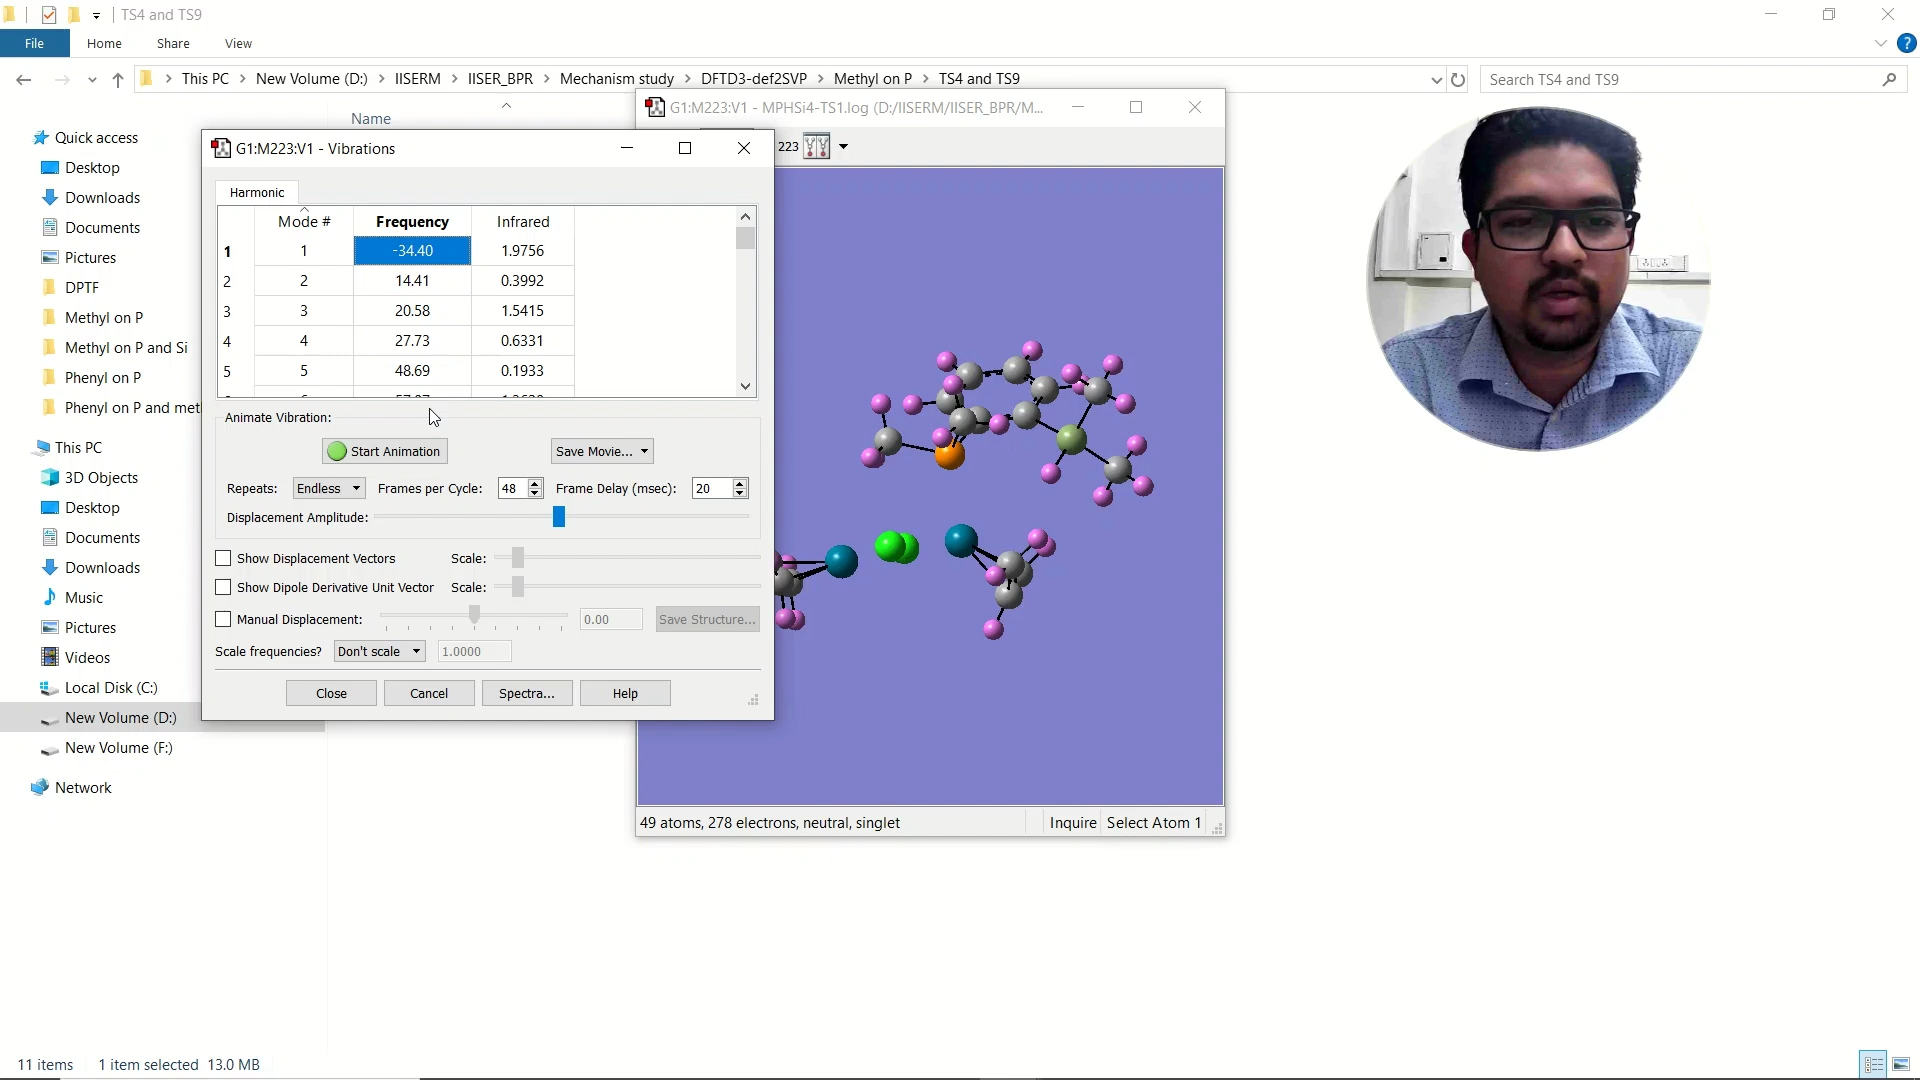 TS4 and TS9
File
Home
Share
View
?
This PC
New Volume (D:)
IISERM
IISER_BPR
Mechanism study
DFTD3-def2SVP
Methyl on P
TS4 and TS9
Search TS4 and TS9
Quick access
Desktop
Downloads
Documents
Pictures
DPTF
Methyl on P
Methyl on P and Si
Phenyl on P
Phenyl on P and met
This PC
3D Objects
Desktop
Documents
Downloads
Music
Pictures
Videos
Local Disk (C:)
New Volume (D:)
New Volume (F:)
Network
Name
G1:M223:V1 - MPHSi4-TS1.log (D:/IISERM/IISER_BPR/M...
223
G1:M223:V1 - Vibrations
Harmonic
Mode # Frequency Infrared
1 1 -34.40 1.9756
2 2 14.41 0.3992
3 3 20.58 1.5415
4 4 27.73 0.6331
5 5 48.69 0.1933
Animate Vibration:
Start Animation
Save Movie...
Repeats: Endless Frames per Cycle: 48 Frame Delay (msec): 20
Displacement Amplitude:
Show Displacement Vectors Scale:
Show Dipole Derivative Unit Vector Scale:
Manual Displacement: 0.00 Save Structure...
Scale frequencies? Don't scale 1.0000
Close Cancel Spectra... Help
49 atoms, 278 electrons, neutral, singlet
Inquire
Select Atom 1
11 items 1 item selected 13.0 MB